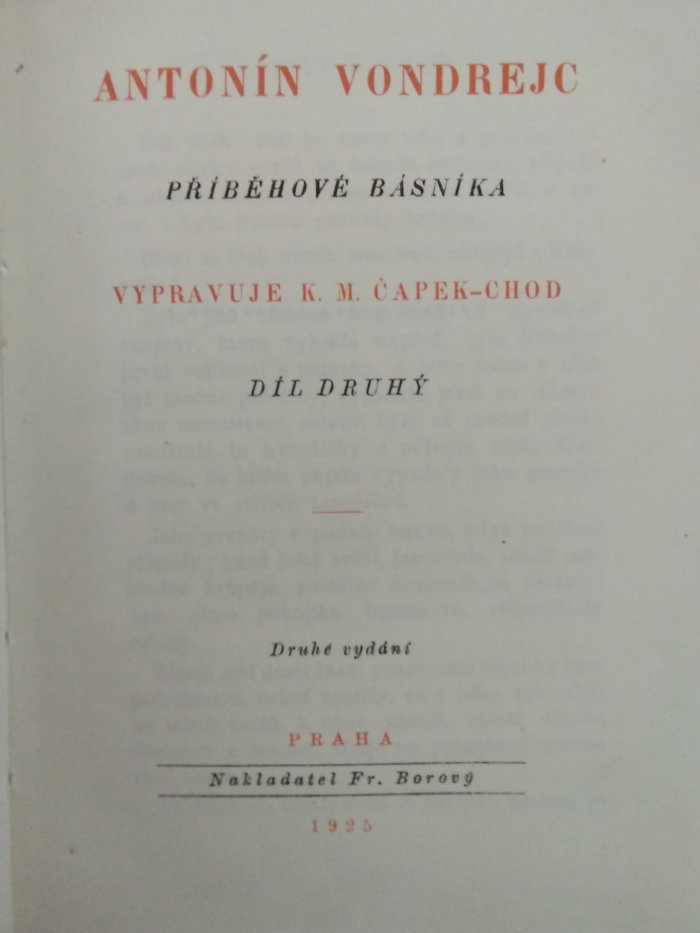 ANTONÍN VONDREJC
PŘÍBĚHOVÉ BÁSNÍKA
VYPRAVUJE K. M. ČAPEK-CHOD
DÍL DRUHÝ
Druhé vydání
PRAHA
Nakladatel Fr. Borový
1925